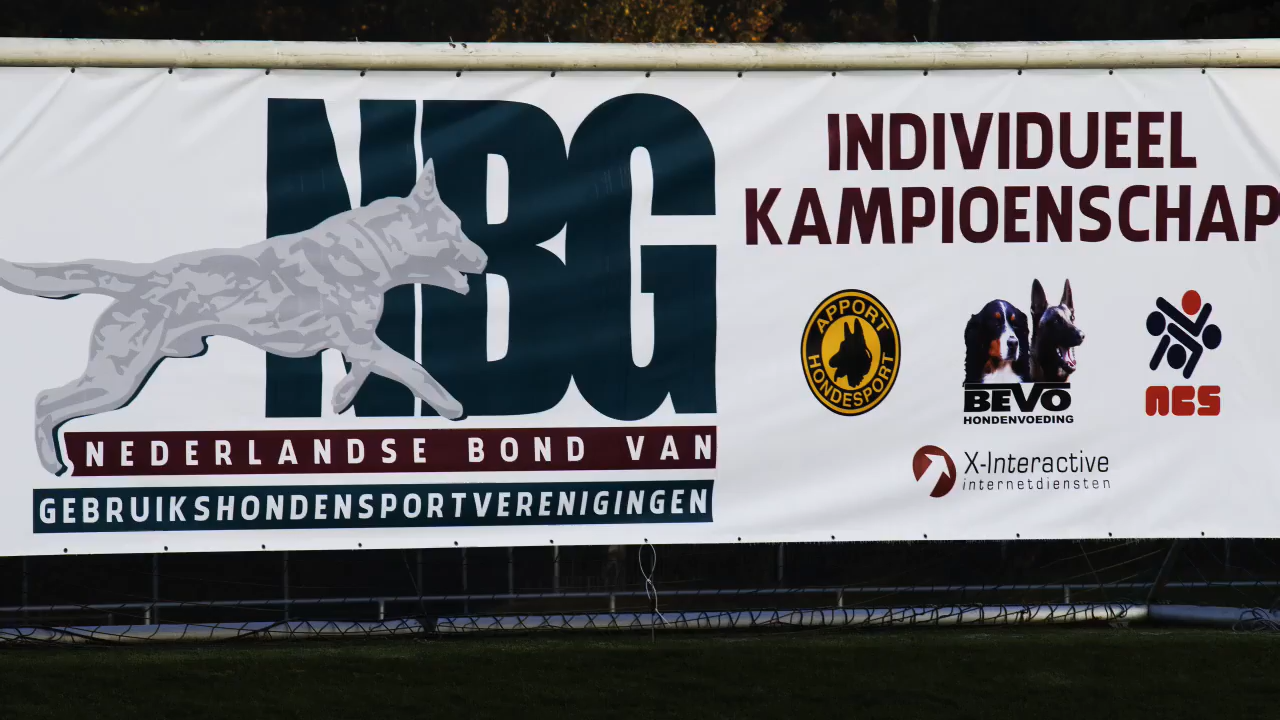 NBG
NEDERLANDSE BOND VAN
GEBRUIKSHONDENSPORTVERENIGINGEN
INDIVIDUEEL
KAMPIOENSCHAP
APPORT
HONDESPORT
BEVO
HONDENVOEDING
NCS
X-Interactive
internetdiensten